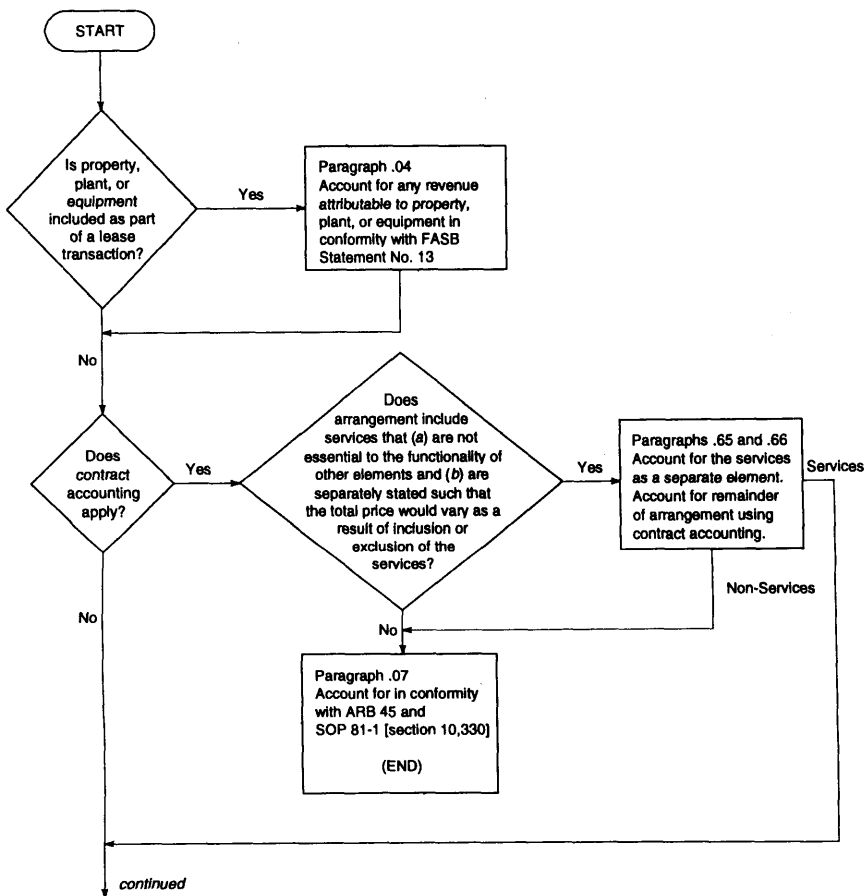 START
Is property,
plant, or
equipment
included as part
of a lease
transaction?
Yes
Paragraph .04
Account for any revenue
attributable to property,
plant, or equipment in
conformity with FASB
Statement No. 13
No
Does
contract
accounting
apply?
Yes
Does
arrangement include
services that (a) are not
essential to the functionality of
other elements and (b) are
separately stated such that
the total price would vary as a
result of inclusion or
exclusion of the
services?
Yes
Paragraphs .65 and .66
Account for the services
as a separate element.
Account for remainder
of arrangement using
contract accounting.
Services
Non-Services
No
No
Paragraph .07
Account for in conformity
with ARB 45 and
SOP 81-1 [section 10,330]
(END)
continued